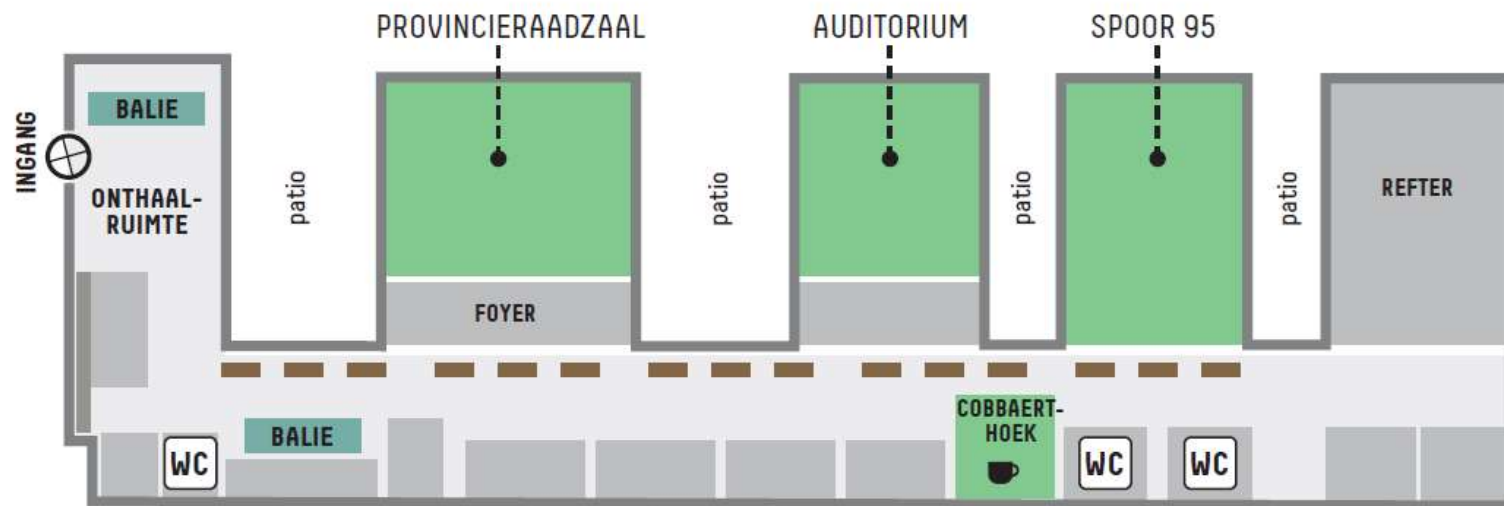 PROVINCIERAADZAAL
AUDITORIUM
SPOOR 95
BALIE
INGANG
ONTHAAL-
RUIMTE
patio
patio
patio
patio
REFTER
FOYER
COBBAERT-
HOEK
BALIE
WC
WC
WC